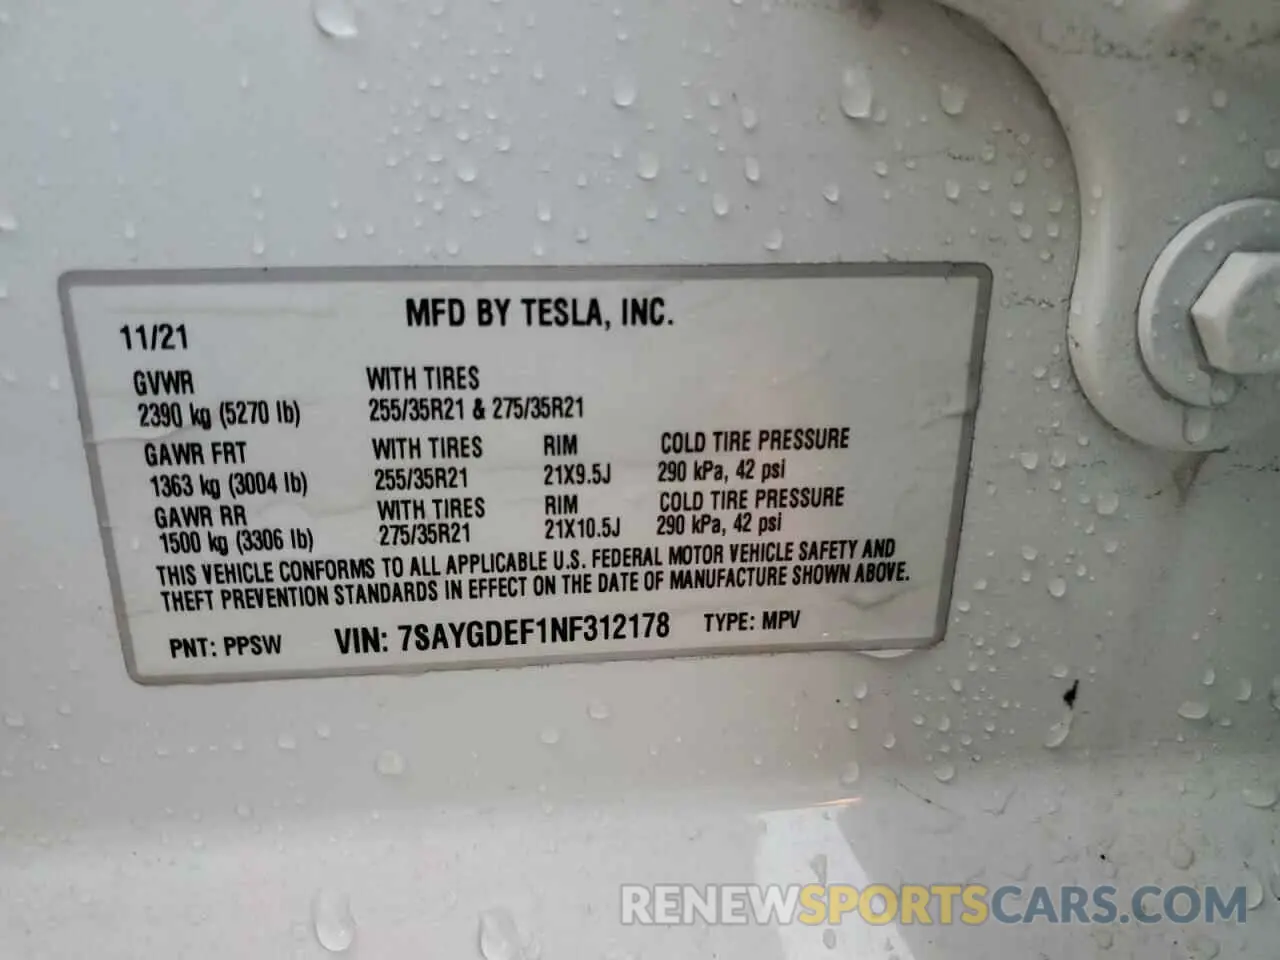 MFD BY TESLA, INC.
11/21
GVWR WITH TIRES
2390 kg (5270 lb) 255/35R21 & 275/35R21
GAWR FRT WITH TIRES RIM COLD TIRE PRESSURE
1363 kg (3004 lb) 255/35R21 21X9.5J 290 kPa, 42 psi
GAWR RR WITH TIRES RIM COLD TIRE PRESSURE
1500 kg (3306 lb) 275/35R21 21X10.5J 290 kPa, 42 psi
THIS VEHICLE CONFORMS TO ALL APPLICABLE U.S. FEDERAL MOTOR VEHICLE SAFETY AND
THEFT PREVENTION STANDARDS IN EFFECT ON THE DATE OF MANUFACTURE SHOWN ABOVE.
PNT: PPSW VIN: 7SAYGDEF1NF312178 TYPE: MPV
RENEWSPORTSCARS.COM